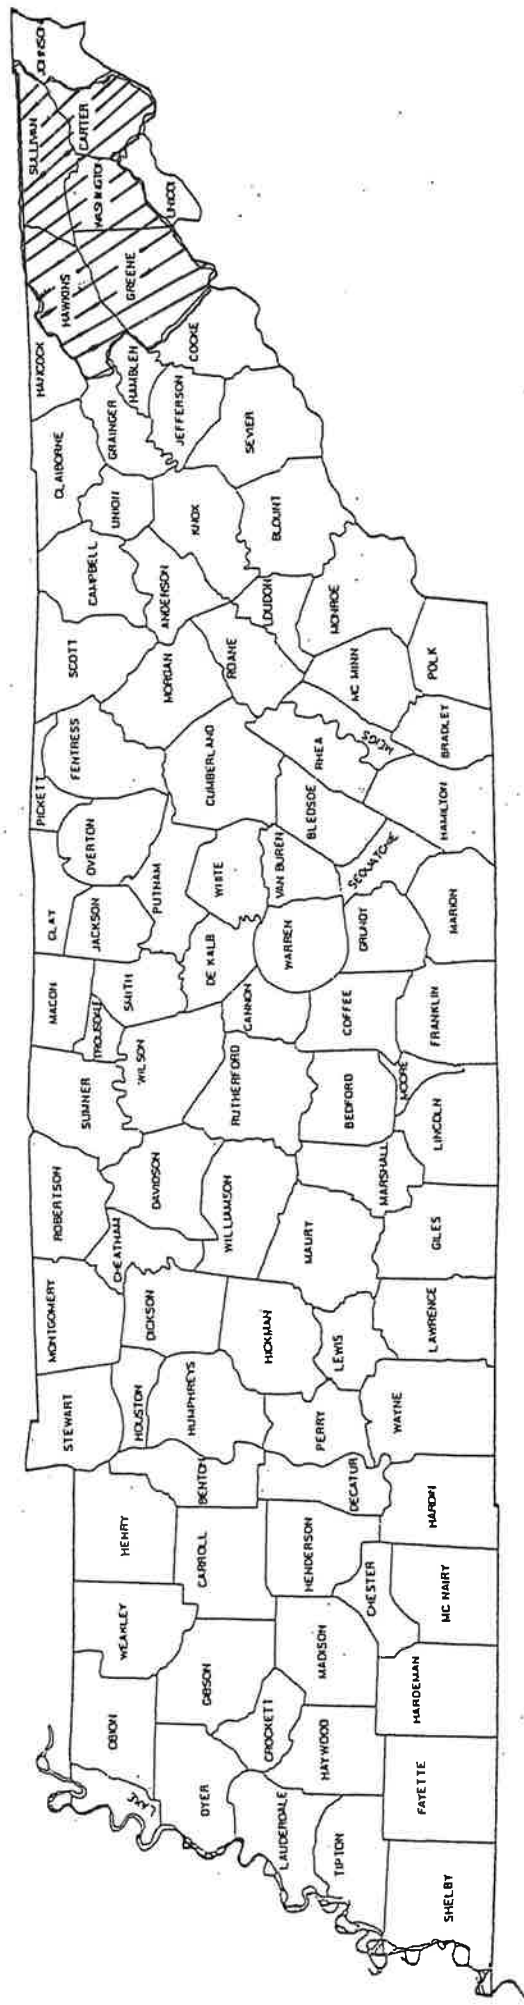 JOHNSON
SULLIVAN
CARTER
WASHINGTON
UNICOI
HAWKINS
GREENE
HANCOCK
HAMBLEN
COCKE
GRAINGER
JEFFERSON
CLAIBORNE
SEVIER
UNION
KNOX
BLOUNT
CAMPBELL
ANDERSON
LOUDON
MONROE
SCOTT
MORGAN
ROANE
MC MINN
POLK
FENTRESS
CUMBERLAND
RHEA
MEIGS
BRADLEY
PICKETT
OVERTON
BLEDSOE
HAMILTON
PUTNAM
WHITE
VAN BUREN
SEQUATCHIE
CLAY
JACKSON
DE KALB
WARREN
GRUNDY
MARION
MACON
SMITH
TROUSDALE
CANNON
COFFEE
FRANKLIN
SUMNER
WILSON
RUTHERFORD
BEDFORD
MOORE
LINCOLN
ROBERTSON
DAVIDSON
WILLIAMSON
MARSHALL
CHEATHAM
MAURY
GILES
MONTGOMERY
DICKSON
HICKMAN
LEWIS
LAWRENCE
STEWART
HOUSTON
HUMPHREYS
PERRY
WAYNE
BENTON
DECATUR
HARDIN
HENRY
CARROLL
HENDERSON
CHESTER
MC NAIRY
WEAKLEY
GIBSON
MADISON
HARDEMAN
OBION
CROCKETT
HAYWOOD
LAKE
DYER
FAYETTE
LAUDERDALE
TIPTON
SHELBY